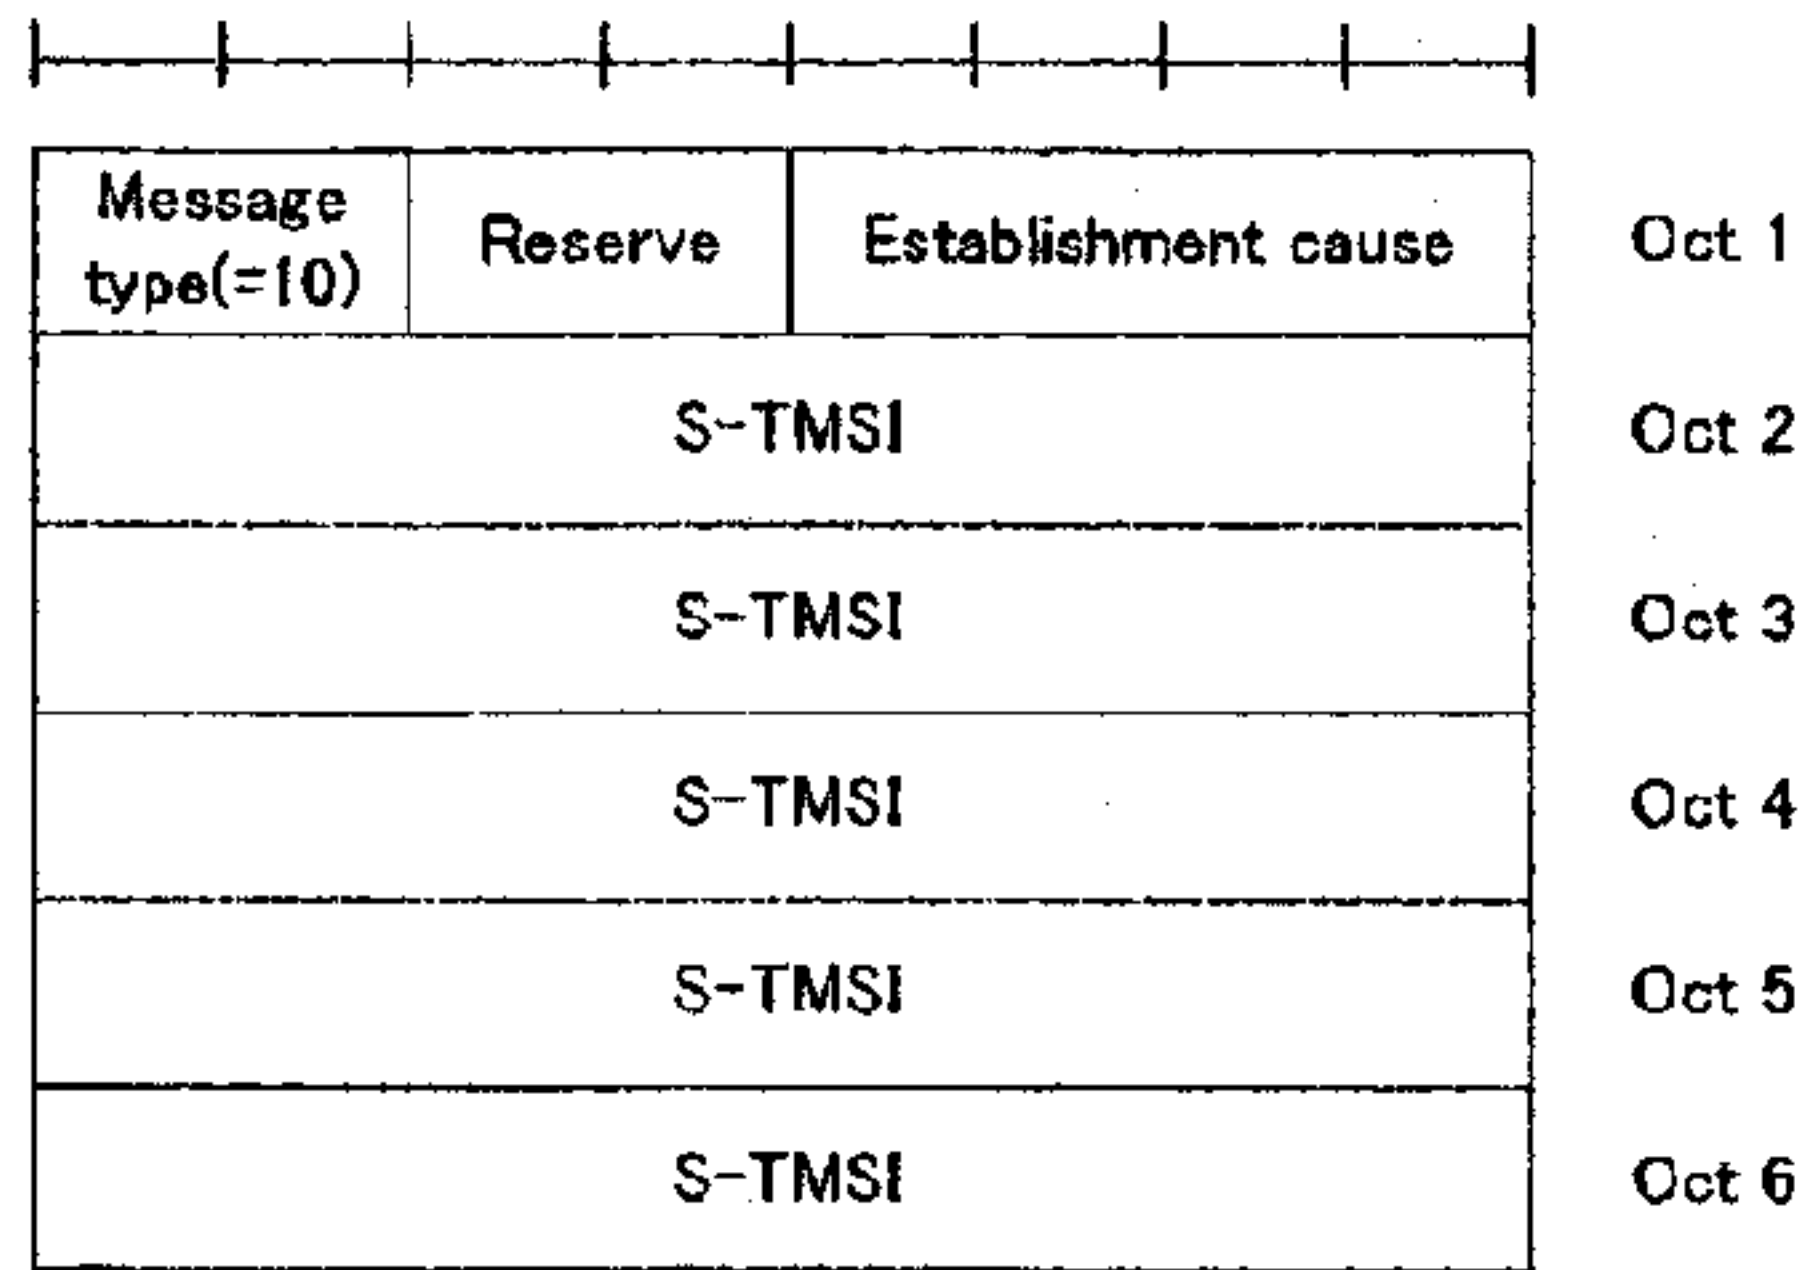 Message
type(=10)
Reserve
Establishment cause
Oct 1
S-TMSI
Oct 2
S-TMSI
Oct 3
S-TMSI
Oct 4
S-TMSI
Oct 5
S-TMSI
Oct 6